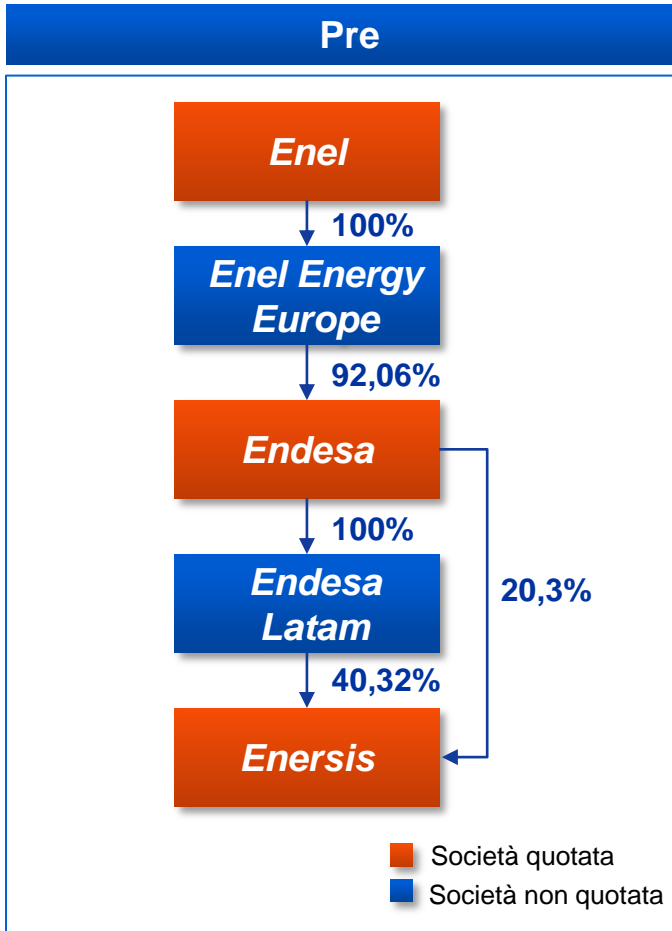 Pre
Enel
100%
Enel Energy
Europe
92,06%
Endesa
100%
Endesa
Latam
20,3%
40,32%
Enersis
Società quotata
Società non quotata